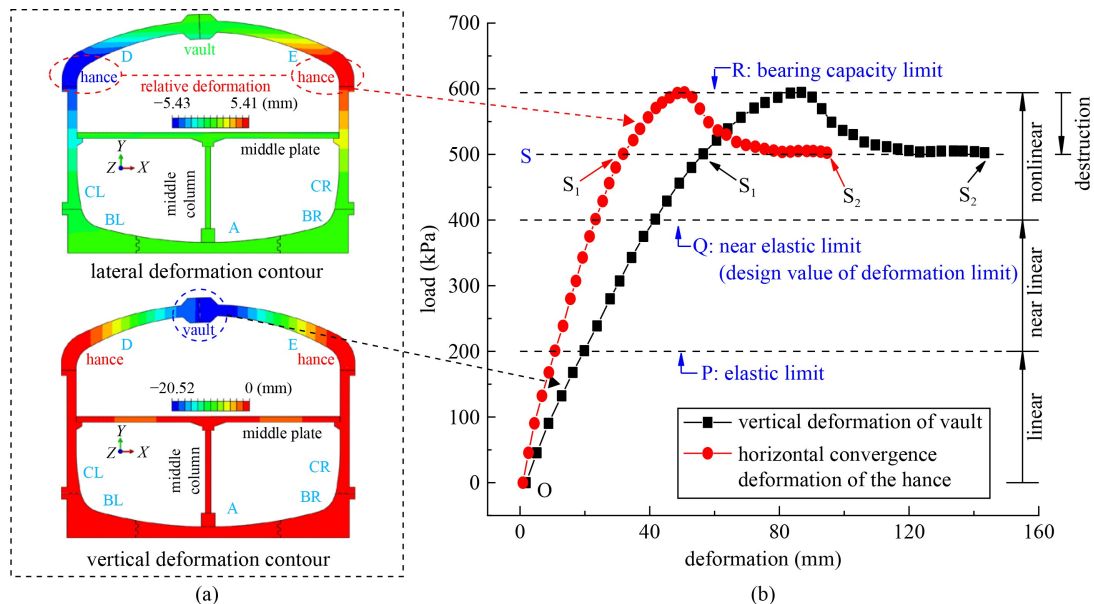 D
vault
E
hance
hance
relative deformation
−5.43
5.41 (mm)
Y
Z
X
middle plate
middle
column
CL
CR
BL
BR
A
lateral deformation contour
vault
D
E
hance
hance
−20.52
0 (mm)
Y
Z
X
middle plate
middle
column
CL
CR
BL
BR
A
vertical deformation contour
(a)
load (kPa)
700
600
500
400
300
200
100
0
R: bearing capacity limit
S
S1
S1
S2
S2
Q: near elastic limit
(design value of deformation limit)
P: elastic limit
vertical deformation of vault
horizontal convergence
deformation of the hance
O
nonlinear
destruction
near linear
linear
0
40
80
120
160
deformation (mm)
(b)